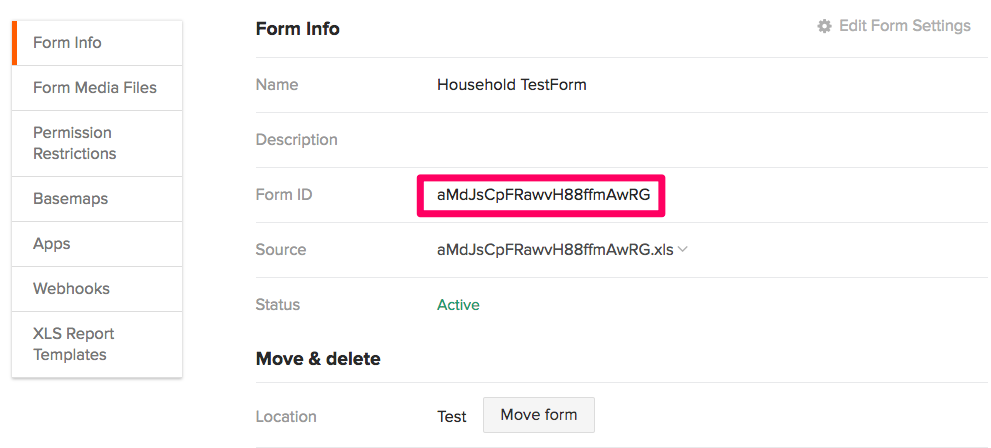 Form Info
Form Media Files
Permission
Restrictions
Basemaps
Apps
Webhooks
XLS Report
Templates
Form Info
Edit Form Settings
Name Household TestForm
Description
Form ID aMdJsCpFRawvH88ffmAwRG
Source aMdJsCpFRawvH88ffmAwRG.xls
Status Active
Move & delete
Location Test Move form